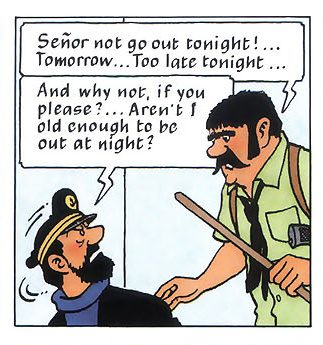 Señor not go out tonight!...
Tomorrow...Too late tonight...
And why not, if you
please?... Aren't I
old enough to be
out at night?